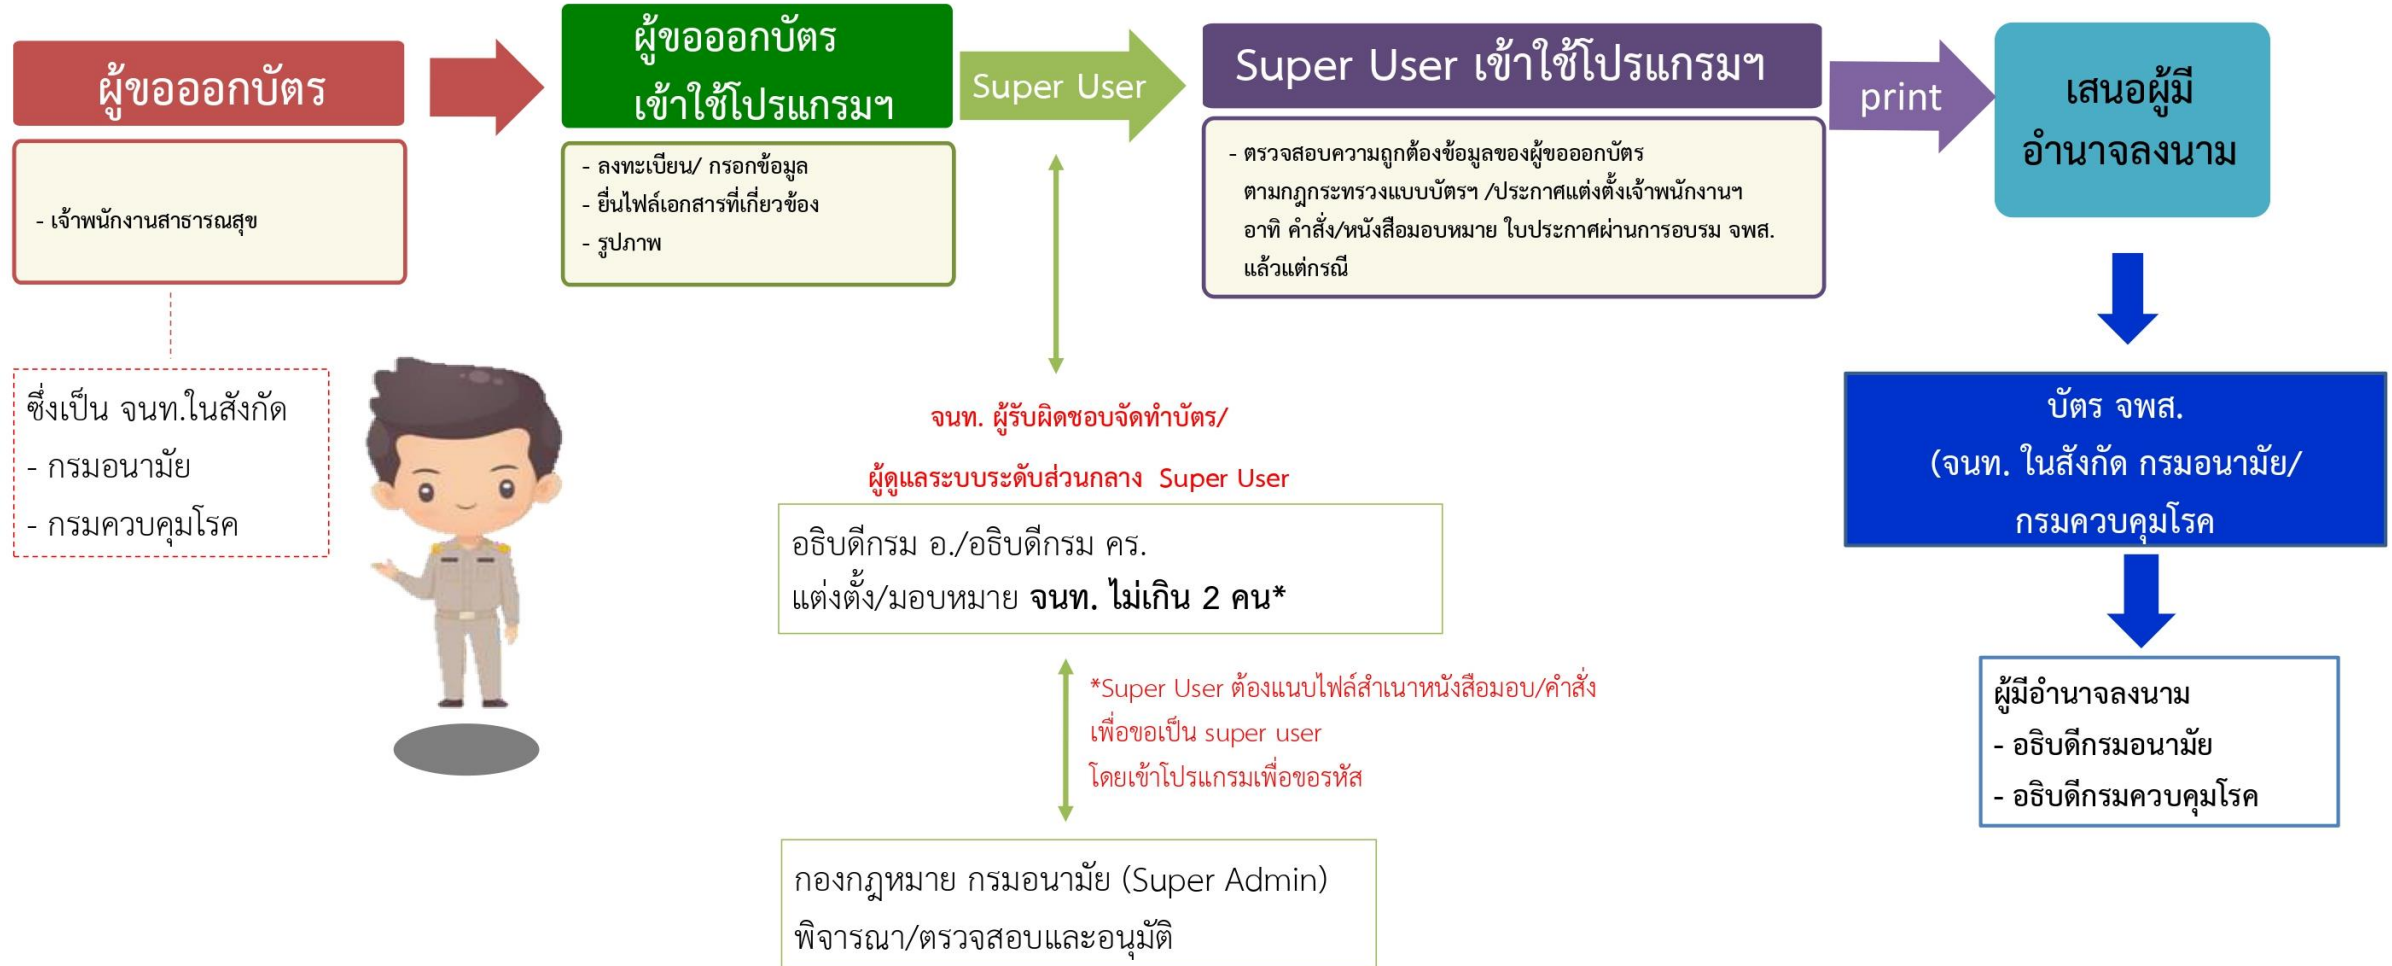 ผู้ขอออกบัตร
- เจ้าพนักงานสาธารณสุข
ซึ่งเป็น จนท.ในสังกัด
- กรมอนามัย
- กรมควบคุมโรค
ผู้ขอออกบัตร
เข้าใช้โปรแกรมฯ
- ลงทะเบียน/ กรอกข้อมูล
- ยื่นไฟล์เอกสารที่เกี่ยวข้อง
- รูปภาพ
Super User
จนท. ผู้รับผิดชอบจัดทำบัตร/
ผู้ดูแลระบบระดับส่วนกลาง Super User
อธิบดีกรม อ./อธิบดีกรม คร.
แต่งตั้ง/มอบหมาย จนท. ไม่เกิน 2 คน*
*Super User ต้องแนบไฟล์สำเนาหนังสือมอบ/คำสั่ง
เพื่อขอเป็น super user
โดยเข้าโปรแกรมเพื่อขอรหัส
กองกฎหมาย กรมอนามัย (Super Admin)
พิจารณา/ตรวจสอบและอนุมัติ
Super User เข้าใช้โปรแกรมฯ
- ตรวจสอบความถูกต้องข้อมูลของผู้ขอออกบัตร
ตามกฎกระทรวงแบบบัตรฯ /ประกาศแต่งตั้งเจ้าพนักงานฯ
อาทิ คำสั่ง/หนังสือมอบหมาย ใบประกาศผ่านการอบรม จพส.
แล้วแต่กรณี
print
เสนอผู้มี
อำนาจลงนาม
บัตร จพส.
(จนท. ในสังกัด กรมอนามัย/
กรมควบคุมโรค
ผู้มีอำนาจลงนาม
- อธิบดีกรมอนามัย
- อธิบดีกรมควบคุมโรค